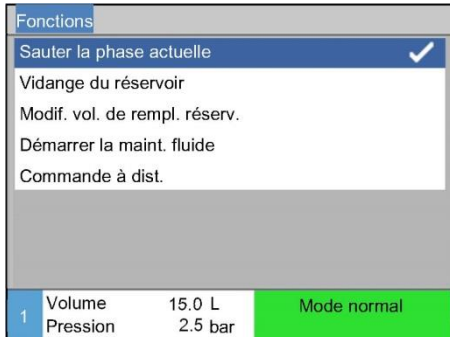 Fonctions
Sauter la phase actuelle
Vidange du réservoir
Modif. vol. de rempl. réserv.
Démarrer la maint. fluide
Commande à dist.
1 Volume 15.0 L Mode normal
Pression 2.5 bar